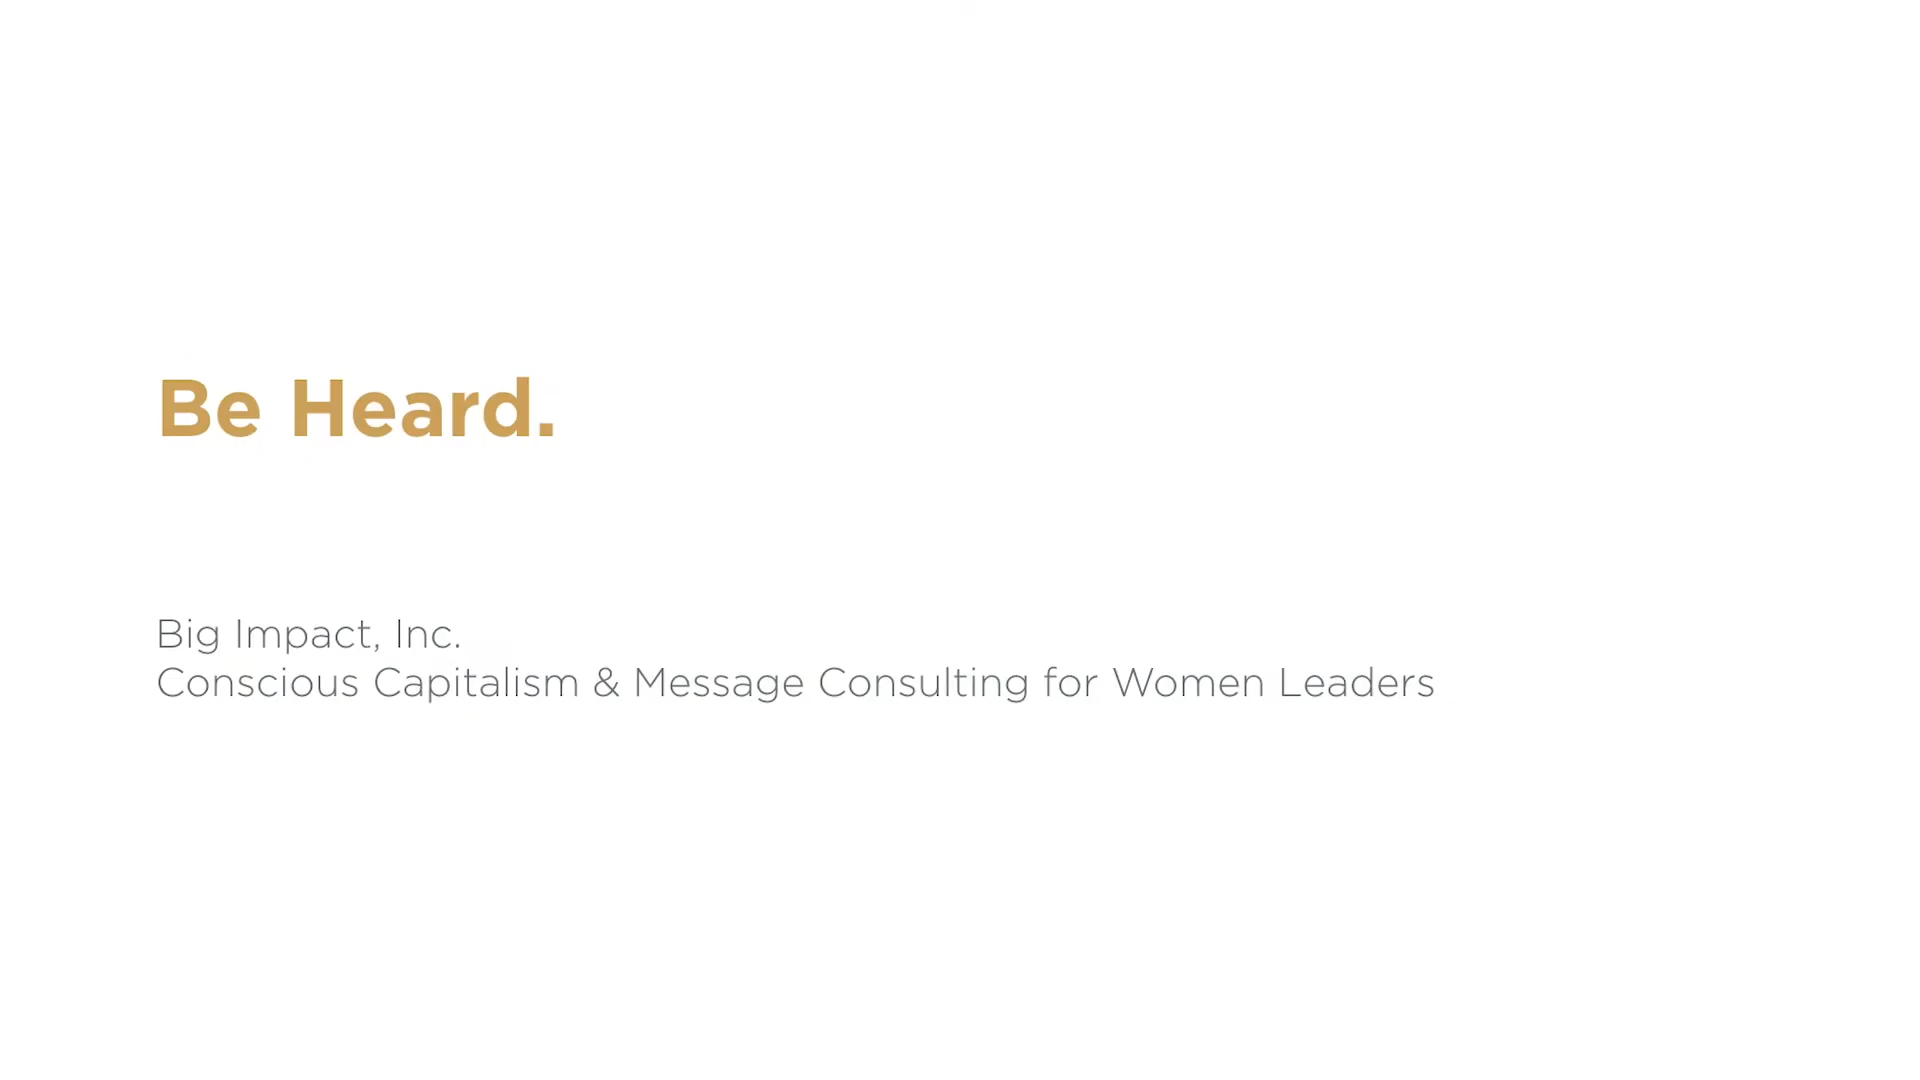 Be Heard.
Big Impact, Inc.
Conscious Capitalism & Message Consulting for Women Leaders